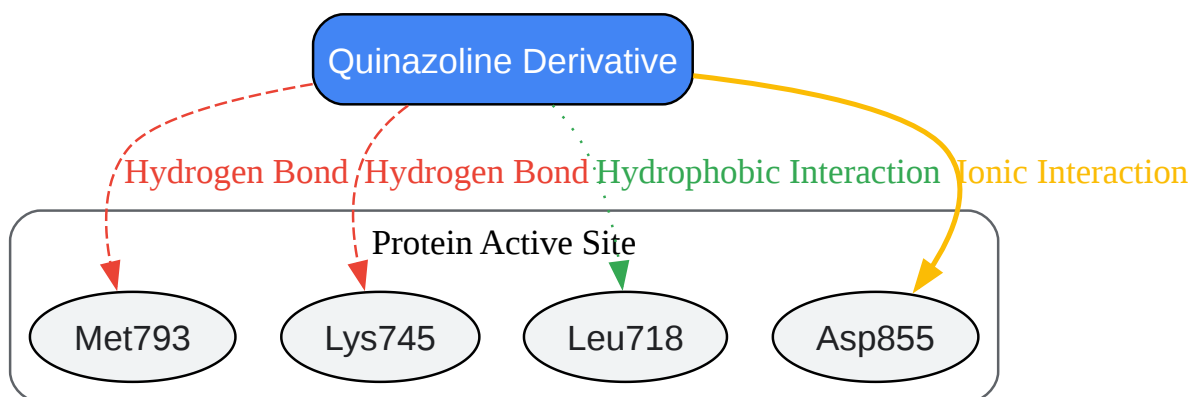 Quinazoline Derivative
Hydrogen Bond Hydrogen Bond Hydrophobic Interaction Ionic Interaction
Protein Active Site
Met793 Lys745 Leu718 Asp855